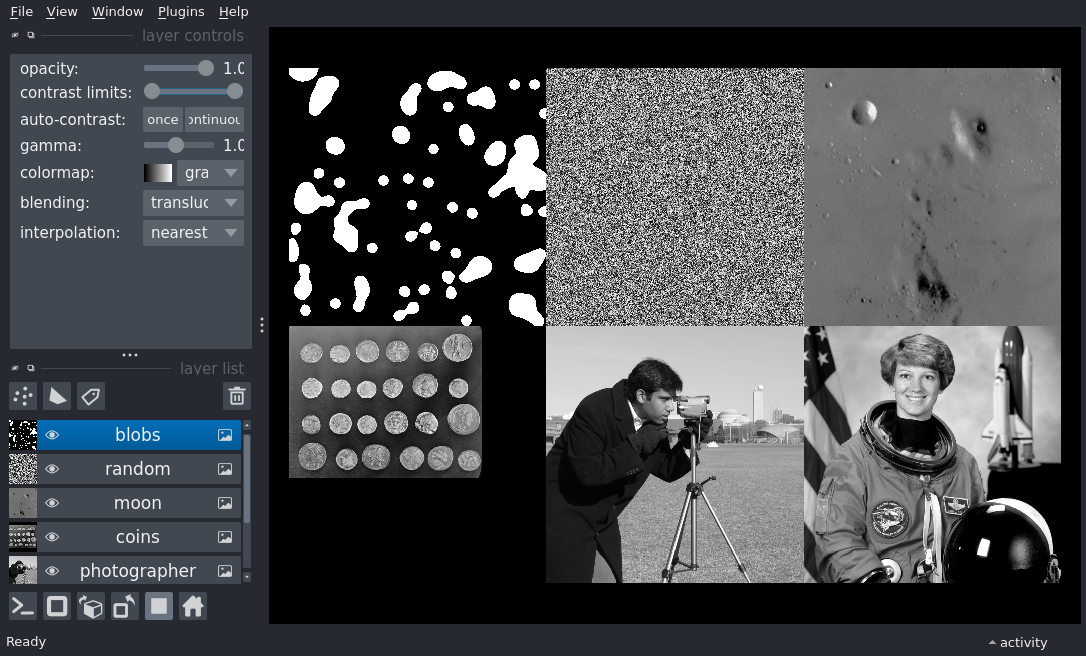 File View Window Plugins Help
layer controls
opacity: 1.0
contrast limits:
auto-contrast: once ontinuou
gamma: 1.0
colormap: gra
blending: transluc
interpolation: nearest
layer list
blobs
random
moon
coins
photographer
Ready
activity